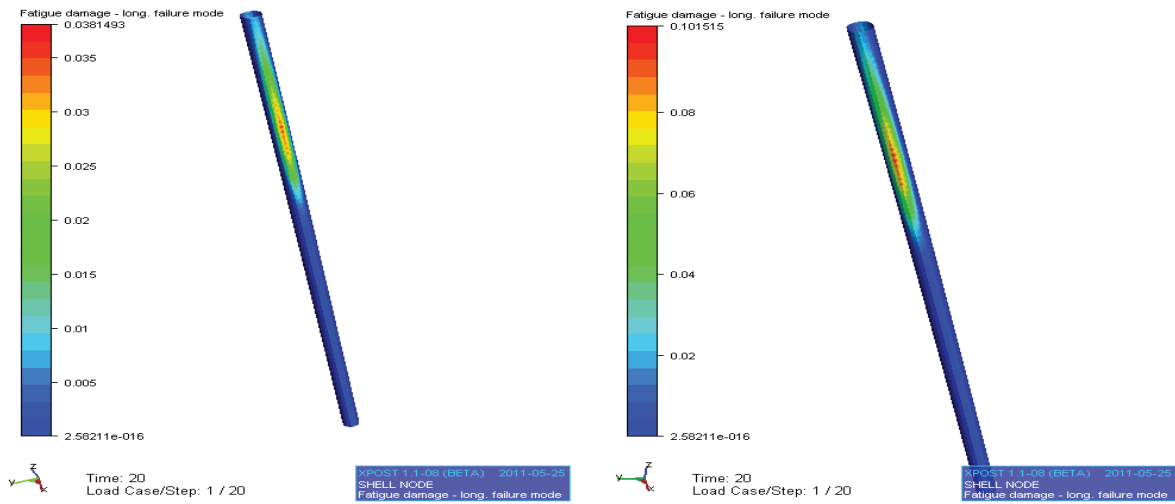 Fatigue damage - long. failure mode
0.0381493
0.035
0.03
0.025
0.02
0.015
0.01
0.005
2.58211e-016
z
y
x
Time: 20
Load Case/Step: 1 / 20
XPOST 1.1-08 (BETA) 2011-05-25
SHELL NODE
Fatigue damage - long. failure mode
Fatigue damage - long. failure mode
0.101515
0.08
0.06
0.04
0.02
2.58211e-016
z
y
x
Time: 20
Load Case/Step: 1 / 20
XPOST 1.1-08 (BETA) 2011-05-25
SHELL NODE
Fatigue damage - long. failure mode